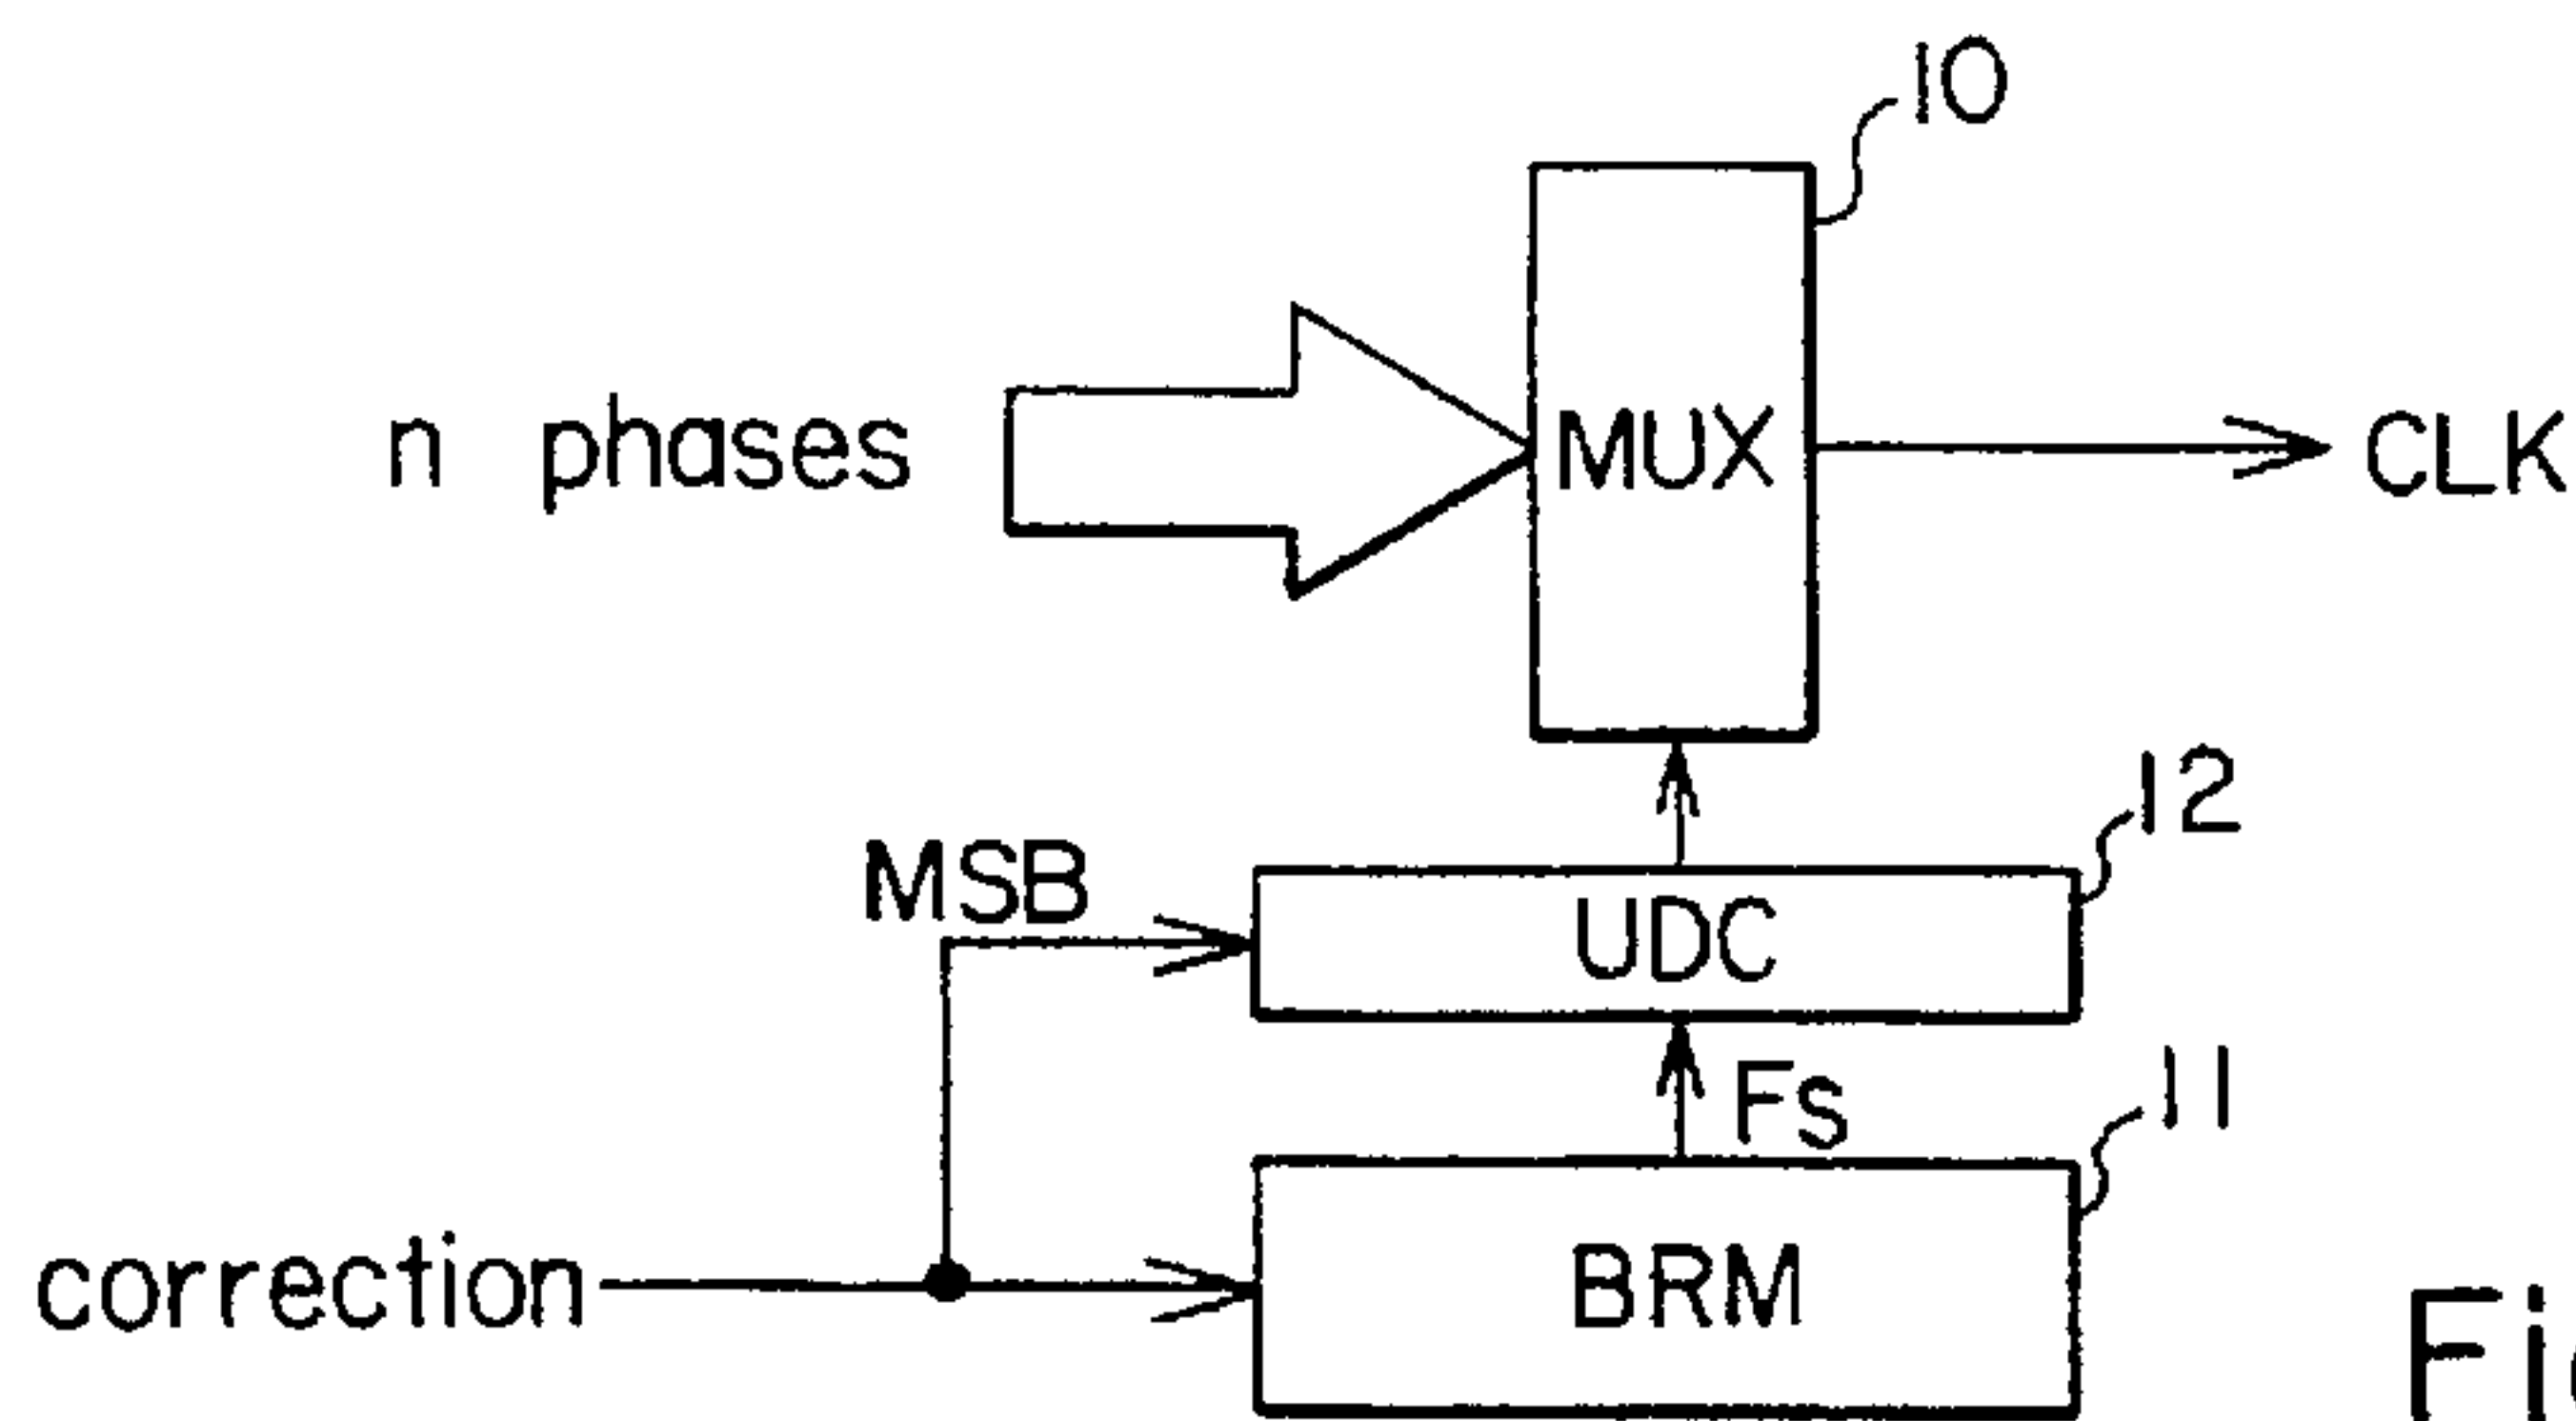 10
n phases
MUX
CLK
12
MSB
UDC
Fs
11
correction
BRM